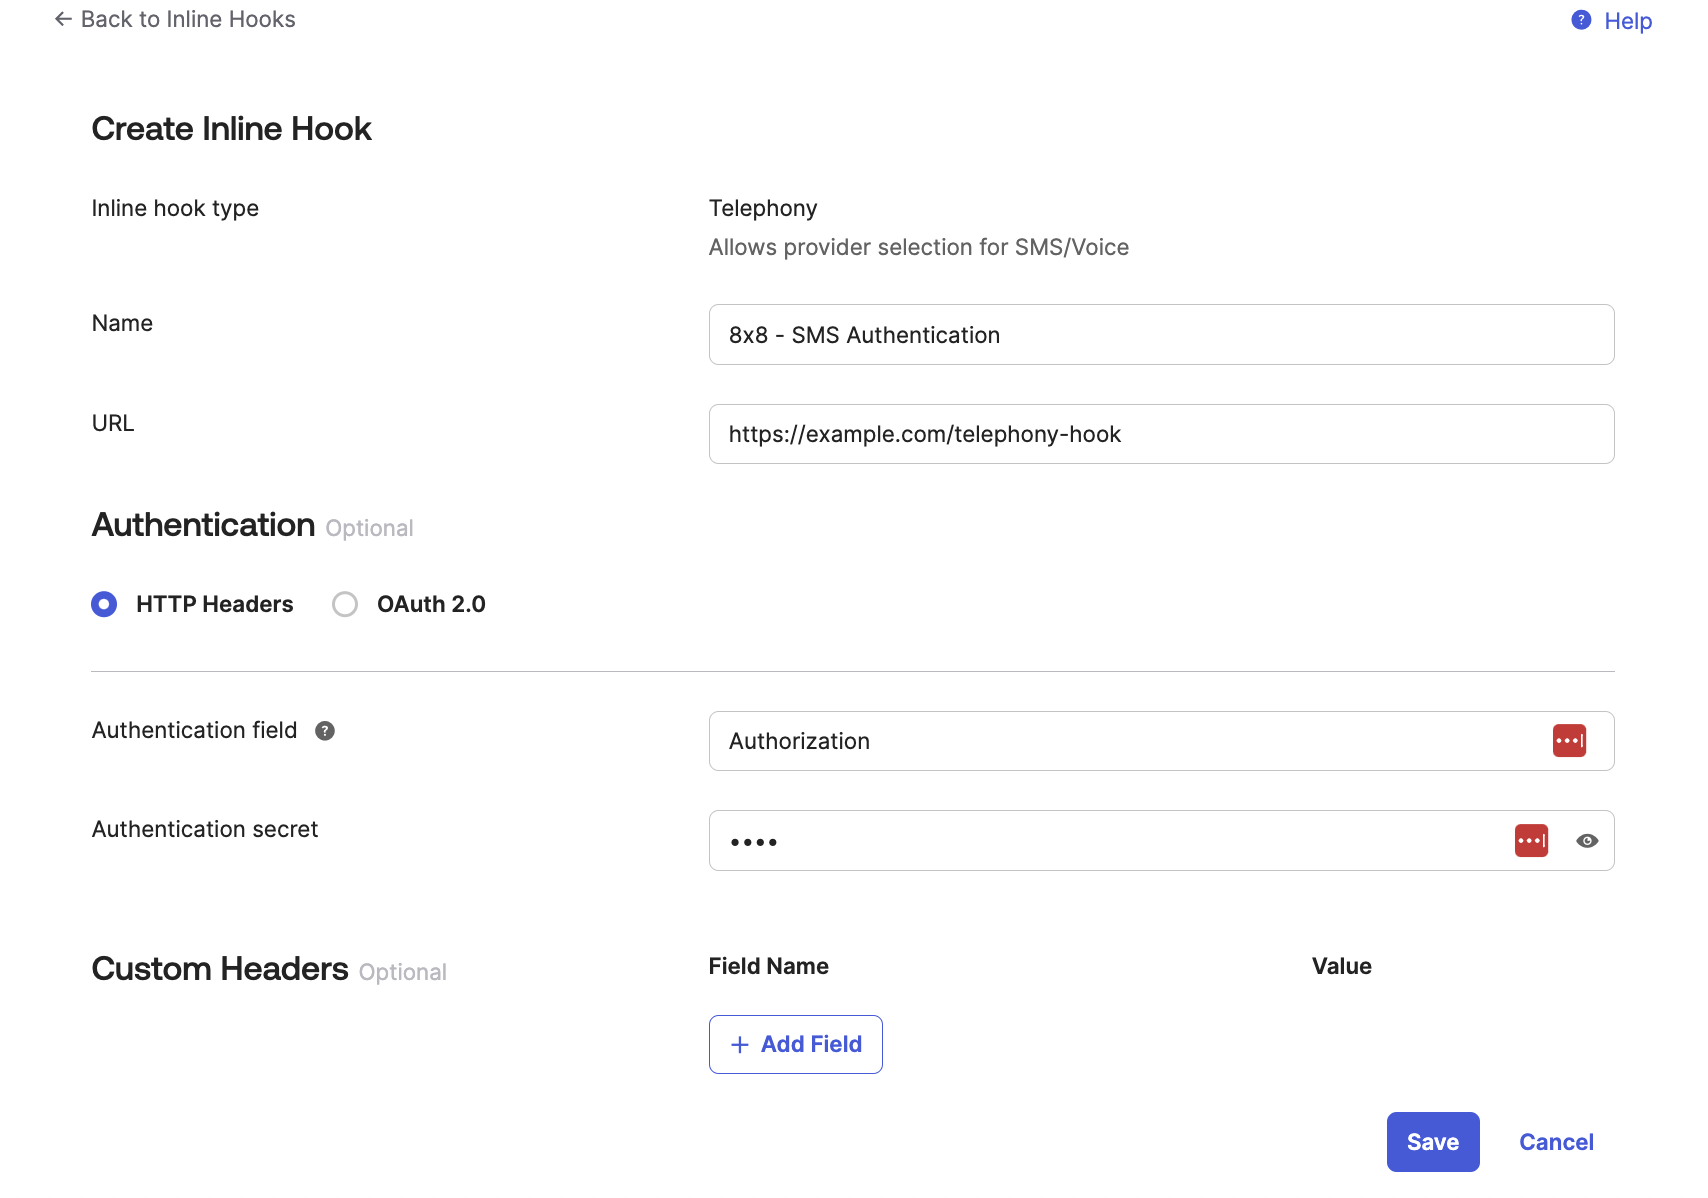 ← Back to Inline Hooks
Help
Create Inline Hook
Inline hook type
Telephony
Allows provider selection for SMS/Voice
Name
8x8 - SMS Authentication
URL
https://example.com/telephony-hook
Authentication Optional
HTTP Headers
OAuth 2.0
Authentication field
Authorization
Authentication secret
••••
Custom Headers Optional
Field Name
Value
+ Add Field
Save
Cancel